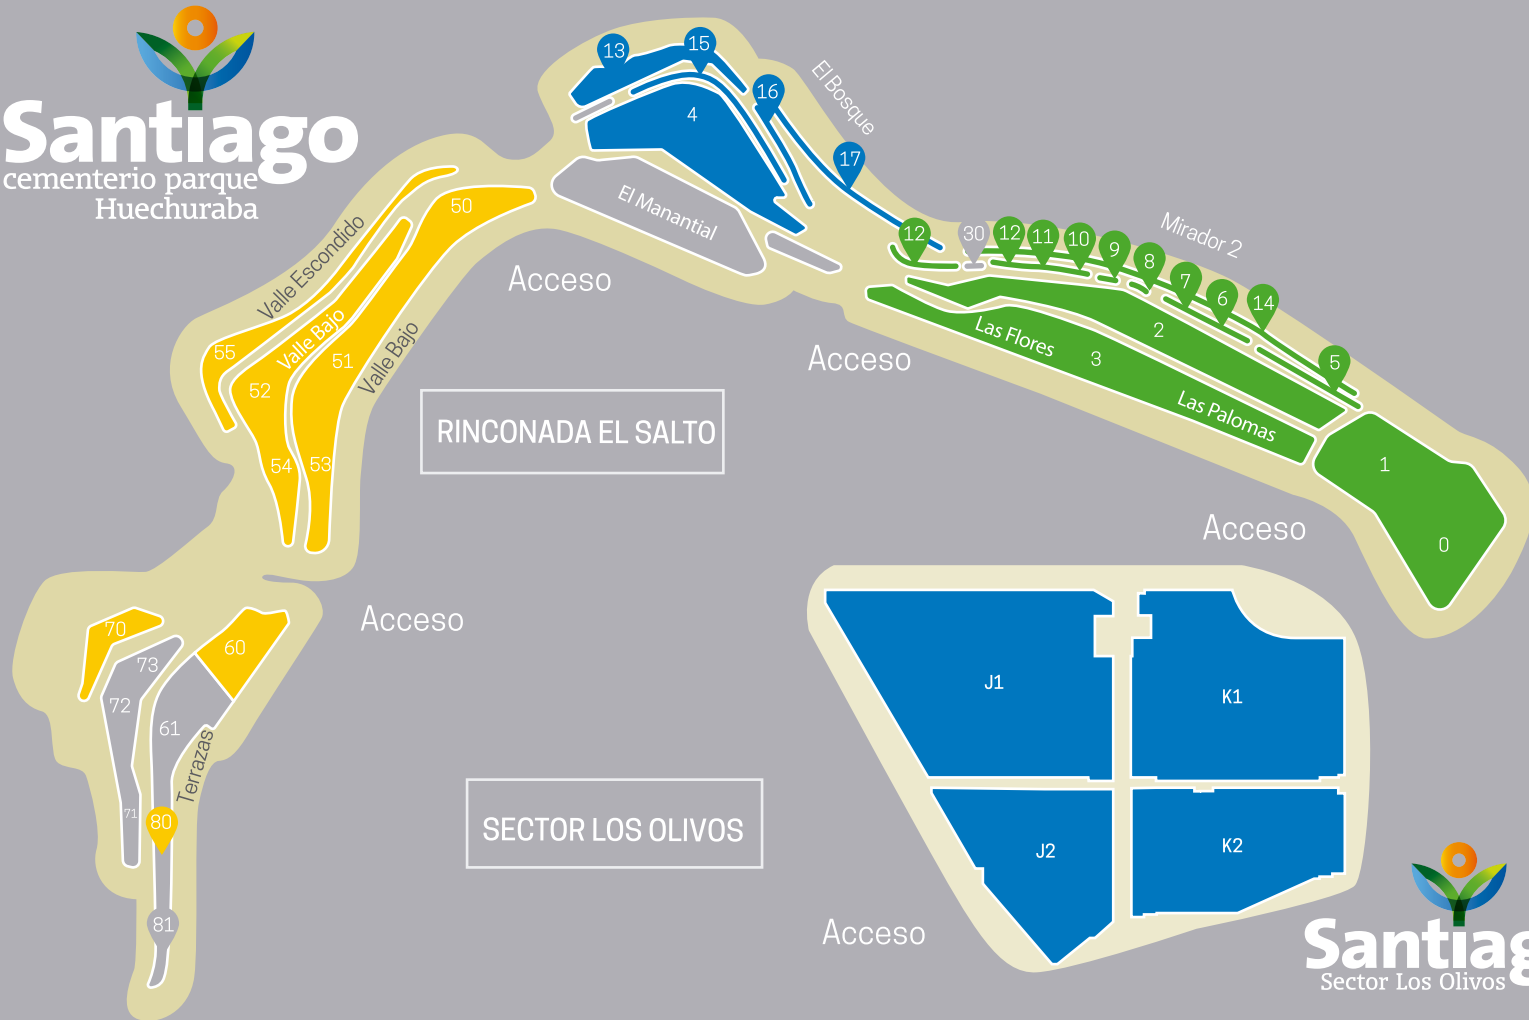 Santiago
cementerio parque
Huechuraba
13
15
16
4
17
El Bosque
El Manantial
Valle Escondido
50
Valle Bajo
55
51
Valle Bajo
52
54
53
Acceso
Acceso
12
30
12
11
10
9
8
7
6
14
5
Mirador 2
2
Las Flores
3
Las Palomas
1
0
Acceso
RINCONADA EL SALTO
Acceso
70
73
60
72
61
Terrazas
71
80
81
SECTOR LOS OLIVOS
J1
K1
J2
K2
Acceso
Santiag
Sector Los Olivos